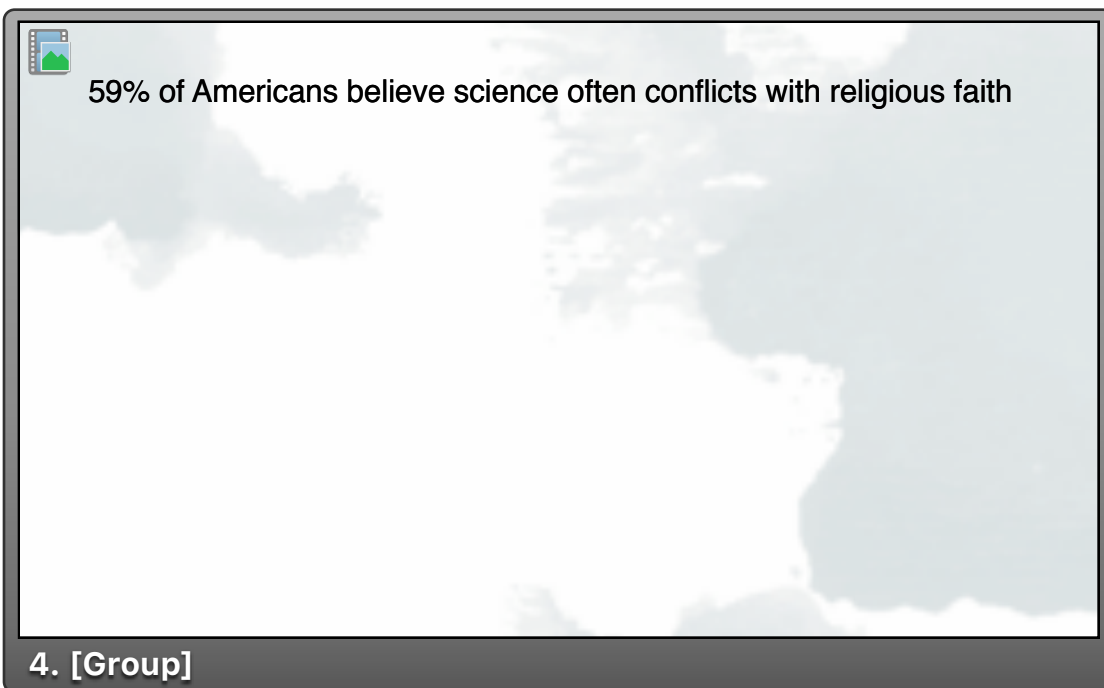 59% of Americans believe science often conflicts with religious faith
4. [Group]